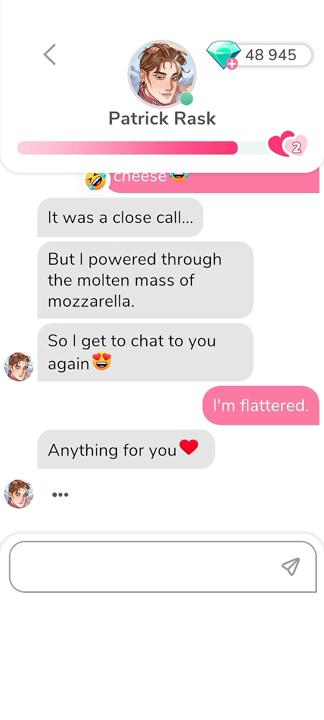 48 945
Patrick Rask
2
🤣 cheese
It was a close call...
But I powered through
the molten mass of
mozzarella.
So I get to chat to you
again😍
I'm flattered.
Anything for you❤️
•••